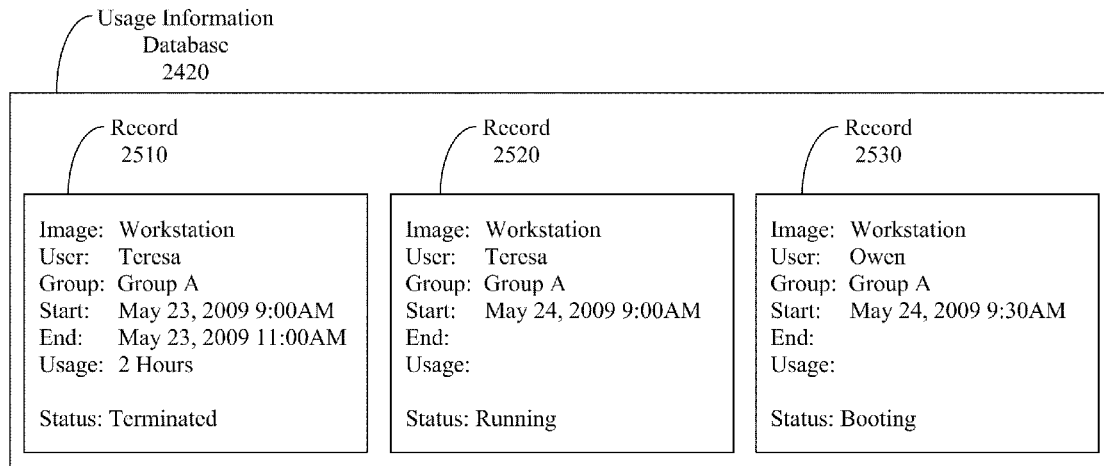 Usage Information
Database
2420
Record
2510
Record
2520
Record
2530
Image: Workstation
User: Teresa
Group: Group A
Start: May 23, 2009 9:00AM
End: May 23, 2009 11:00AM
Usage: 2 Hours
Status: Terminated
Image: Workstation
User: Teresa
Group: Group A
Start: May 24, 2009 9:00AM
End:
Usage:
Status: Running
Image: Workstation
User: Owen
Group: Group A
Start: May 24, 2009 9:30AM
End:
Usage:
Status: Booting